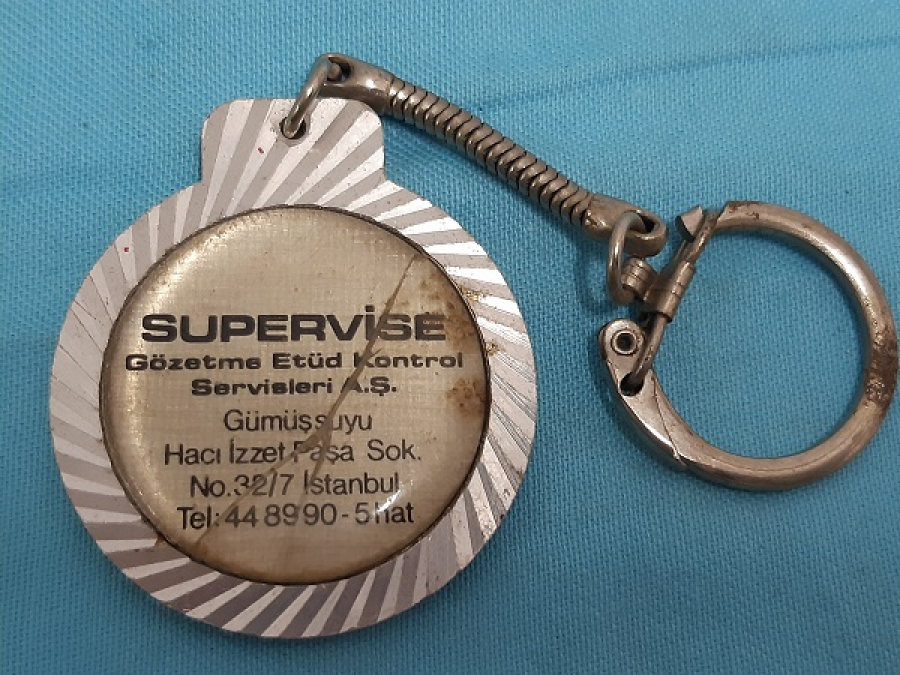 SUPERVİSE
Gözetme Etüd Kontrol
Servisleri A.Ş.
Gümüşsuyu
Hacı İzzet Paşa Sok.
No.32/7 İstanbul
Tel:44 89 90-5 hat